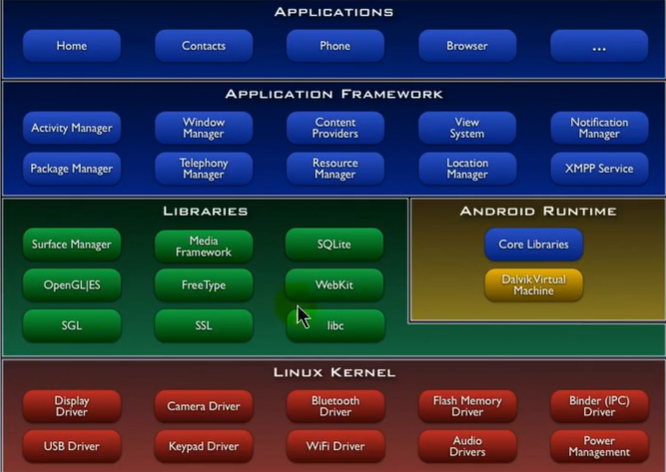 APPLICATIONS
Home
Contacts
Phone
Browser
...
APPLICATION FRAMEWORK
Activity Manager
Window
Manager
Content
Providers
View
System
Notification
Manager
Package Manager
Telephony
Manager
Resource
Manager
Location
Manager
XMPP Service
LIBRARIES
Surface Manager
Media
Framework
SQLite
OpenGL|ES
FreeType
WebKit
SGL
SSL
libc
ANDROID RUNTIME
Core Libraries
Dalvik Virtual
Machine
LINUX KERNEL
Display
Driver
Camera Driver
Bluetooth
Driver
Flash Memory
Driver
Binder (IPC)
Driver
USB Driver
Keypad Driver
WiFi Driver
Audio
Drivers
Power
Management